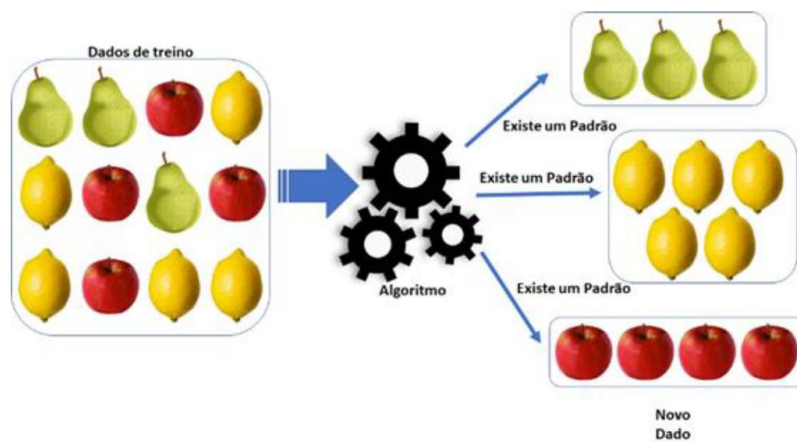 Dados de treino
Existe um Padrão
Existe um Padrão
Existe um Padrão
Algoritmo
Novo
Dado